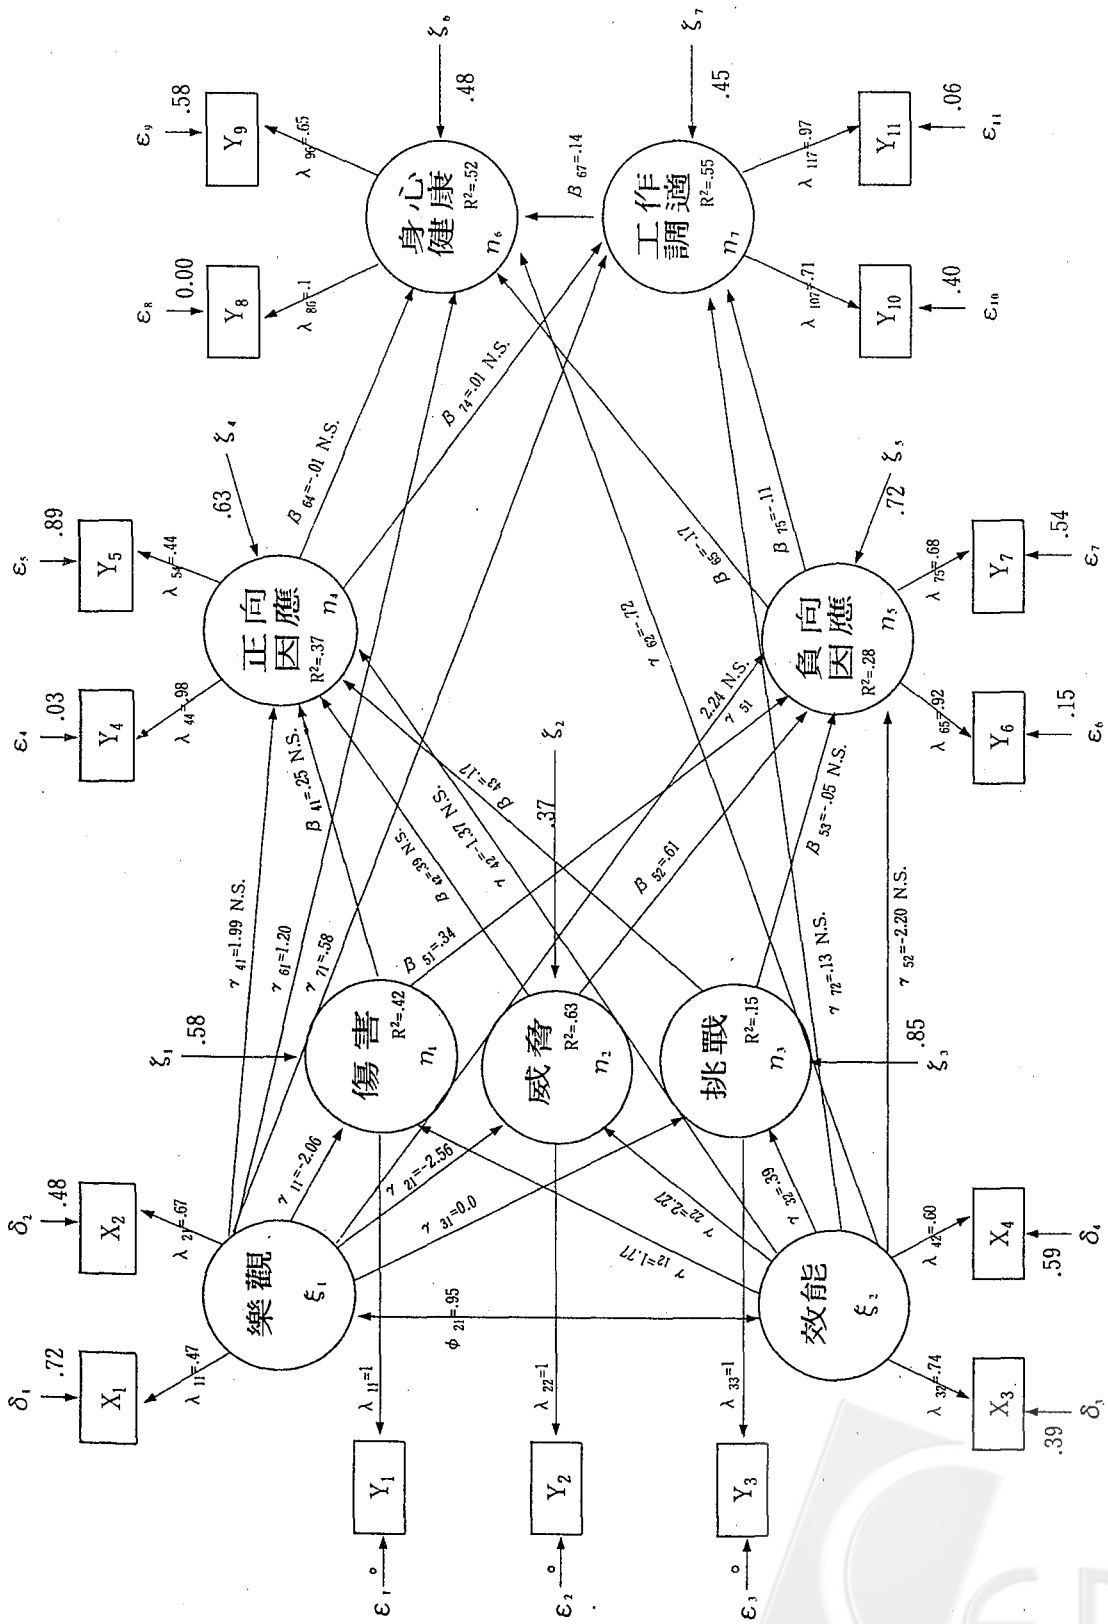 δ₁
.72
X₁
λ₁₁=.47
δ₂
.48
X₂
λ₂₁=.67
樂觀
ξ₁
γ₄₁=1.99 N.S.
γ₆₁=1.20
γ₇₁=.58
γ₁₁=-2.06
γ₂₁=-2.56
γ₃₁=0.0
φ₂₁=.95
ε₁
Y₁
λ₁₁=1
ζ₁
.58
傷害
R²=.42
η₁
β₄₁=.25 N.S.
β₅₁=.34
ε₂
Y₂
λ₂₂=1
威脅
R²=.63
η₂
ζ₂
.37
β₄₂=.39 N.S.
β₅₂=.61
ε₃
Y₃
λ₃₃=1
挑戰
R²=.15
η₃
ζ₃
.85
β₄₃=.17
β₅₃=-.05 N.S.
效能
ξ₂
γ₁₂=1.77
γ₂₂=2.27
γ₃₂=.39
γ₄₂=-1.37 N.S.
γ₅₂=-2.20 N.S.
γ₆₂=-.72
γ₇₂=.13 N.S.
2.24 N.S.
γ₅₁
X₃
λ₃₂=.74
.39
δ₃
X₄
λ₄₂=.60
.59
δ₄
ε₄
.03
Y₄
λ₄₄=.98
ε₅
.89
Y₅
λ₅₄=.44
正向
因應
R²=.37
η₄
ζ₄
.63
β₆₄=-.01 N.S.
β₇₄=.01 N.S.
負向
因應
R²=.28
η₅
ζ₅
.72
β₆₅=-.17
β₇₅=-.11
λ₆₅=.92
Y₆
.15
ε₆
λ₇₅=.68
Y₇
.54
ε₇
ε₈
0.00
Y₈
λ₈₆=.1
ε₉
.58
Y₉
λ₉₆=.65
身心
健康
R²=.52
η₆
ζ₆
.48
β₆₇=.14
工作
調適
R²=.55
η₇
ζ₇
.45
λ₁₀₇=.71
Y₁₀
.40
ε₁₀
λ₁₁₇=.97
Y₁₁
.06
ε₁₁